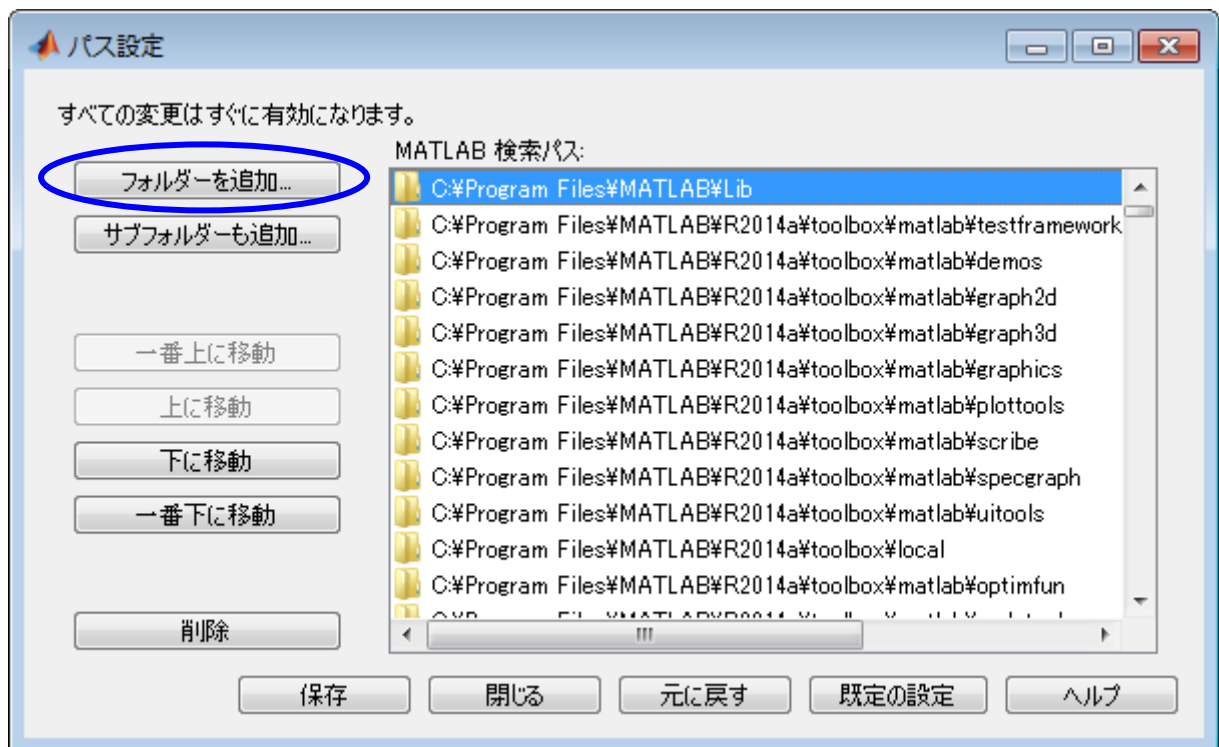 パス設定
すべての変更はすぐに有効になります。
MATLAB 検索パス:
フォルダーを追加...
サブフォルダーも追加...
一番上に移動
上に移動
下に移動
一番下に移動
削除
C:¥Program Files¥MATLAB¥Lib
C:¥Program Files¥MATLAB¥R2014a¥toolbox¥matlab¥testframework
C:¥Program Files¥MATLAB¥R2014a¥toolbox¥matlab¥demos
C:¥Program Files¥MATLAB¥R2014a¥toolbox¥matlab¥graph2d
C:¥Program Files¥MATLAB¥R2014a¥toolbox¥matlab¥graph3d
C:¥Program Files¥MATLAB¥R2014a¥toolbox¥matlab¥graphics
C:¥Program Files¥MATLAB¥R2014a¥toolbox¥matlab¥plottools
C:¥Program Files¥MATLAB¥R2014a¥toolbox¥matlab¥scribe
C:¥Program Files¥MATLAB¥R2014a¥toolbox¥matlab¥specgraph
C:¥Program Files¥MATLAB¥R2014a¥toolbox¥matlab¥uitools
C:¥Program Files¥MATLAB¥R2014a¥toolbox¥local
C:¥Program Files¥MATLAB¥R2014a¥toolbox¥matlab¥optimfun
保存
閉じる
元に戻す
既定の設定
ヘルプ